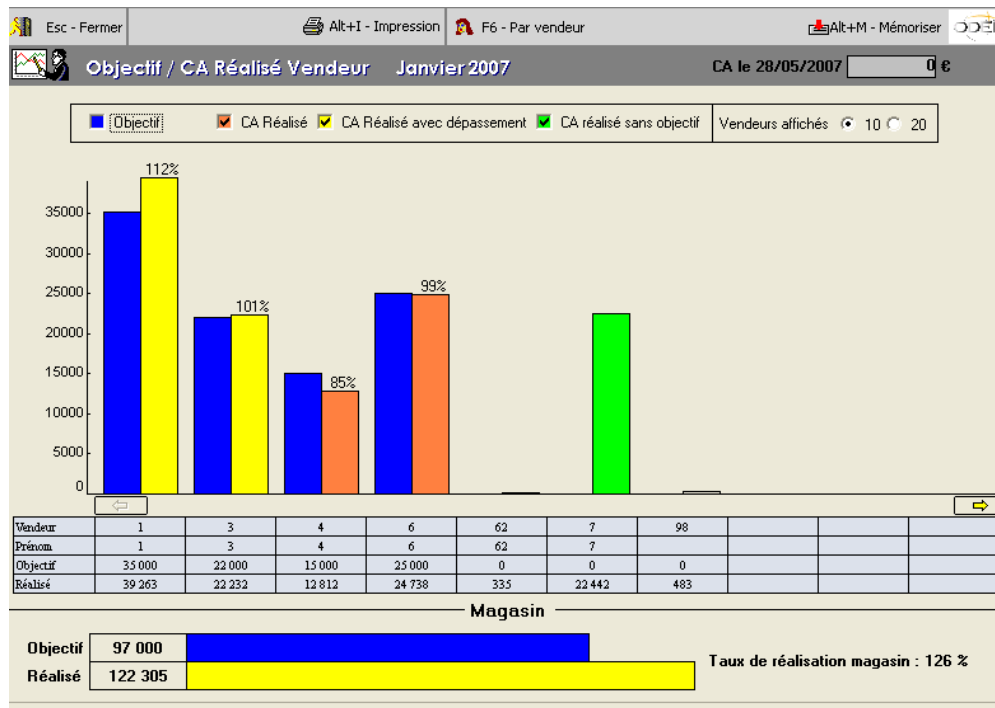 Esc - Fermer Alt+I - Impression F6 - Par vendeur Alt+M - Mémoriser
Objectif / CA Réalisé Vendeur Janvier 2007 CA le 28/05/2007 0 €
Objectif CA Réalisé CA Réalisé avec dépassement CA réalisé sans objectif Vendeurs affichés 10 20
112%
35000
30000
25000 99%
101%
20000
15000 85%
10000
5000
0
Vendeur 1 3 4 6 62 7 98
Prénom 1 3 4 6 62 7
Objectif 35 000 22 000 15 000 25 000 0 0 0
Réalisé 39 263 22 232 12 812 24 738 335 22 442 483
Magasin
Objectif 97 000
Taux de réalisation magasin : 126 %
Réalisé 122 305